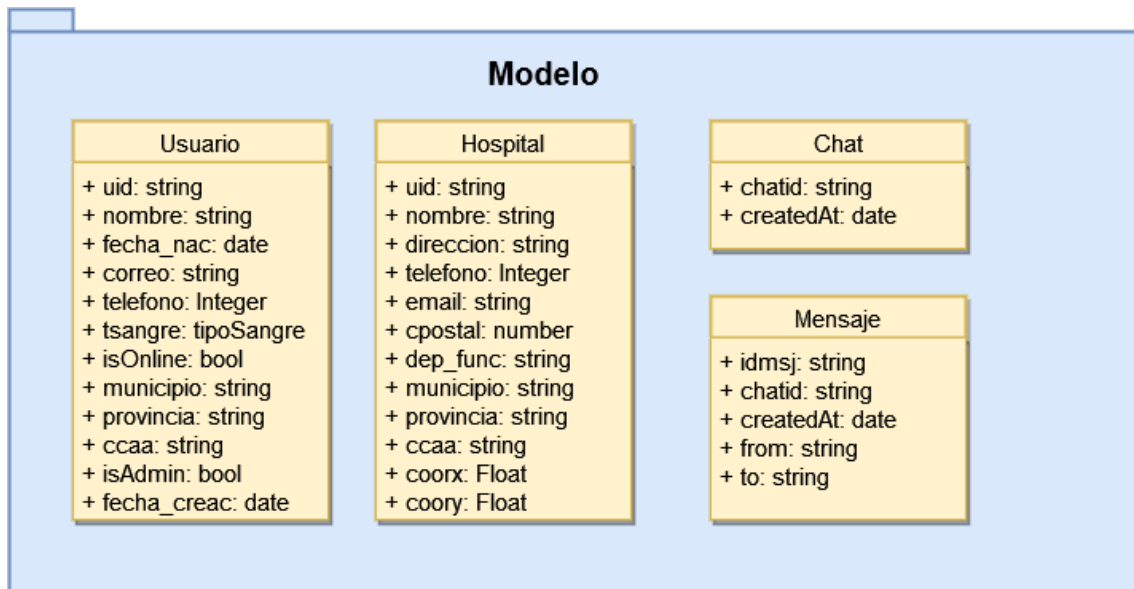 Modelo
Usuario
+ uid: string
+ nombre: string
+ fecha_nac: date
+ correo: string
+ telefono: Integer
+ tsangre: tipoSangre
+ isOnline: bool
+ municipio: string
+ provincia: string
+ ccaa: string
+ isAdmin: bool
+ fecha_creac: date
Hospital
+ uid: string
+ nombre: string
+ direccion: string
+ telefono: Integer
+ email: string
+ cpostal: number
+ dep_func: string
+ municipio: string
+ provincia: string
+ ccaa: string
+ coorx: Float
+ coory: Float
Chat
+ chatid: string
+ createdAt: date
Mensaje
+ idmsj: string
+ chatid: string
+ createdAt: date
+ from: string
+ to: string